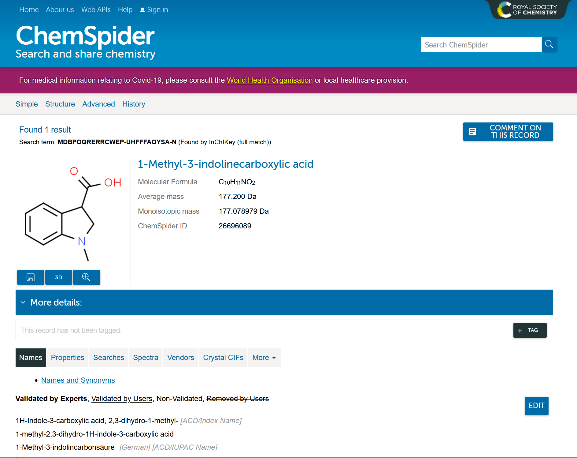 Home About us Web APIs Help Sign in
ROYAL SOCIETY
OF CHEMISTRY
ChemSpider
Search and share chemistry
Search ChemSpider
For medical information relating to Covid-19, please consult the World Health Organisation or local healthcare provision.
Simple Structure Advanced History
Found 1 result
Search term: MDBPOQRERRCWEP-UHFFFAOYSA-N (Found by InChIKey (full match))
COMMENT ON
THIS RECORD
1-Methyl-3-indolinecarboxylic acid
Molecular Formula C10H11NO2
Average mass 177.200 Da
Monoisotopic mass 177.078979 Da
ChemSpider ID 26696089
O
OH
N
3D
More details:
This record has not been tagged.
+ TAG
Names Properties Searches Spectra Vendors Crystal CIFs More
• Names and Synonyms
Validated by Experts, Validated by Users, Non-Validated, Removed by Users
EDIT
1H-Indole-3-carboxylic acid, 2,3-dihydro-1-methyl- [ACD/Index Name]
1-methyl-2,3-dihydro-1H-indole-3-carboxylic acid
1-Methyl-3-indolincarbonsäure [German] [ACD/IUPAC Name]